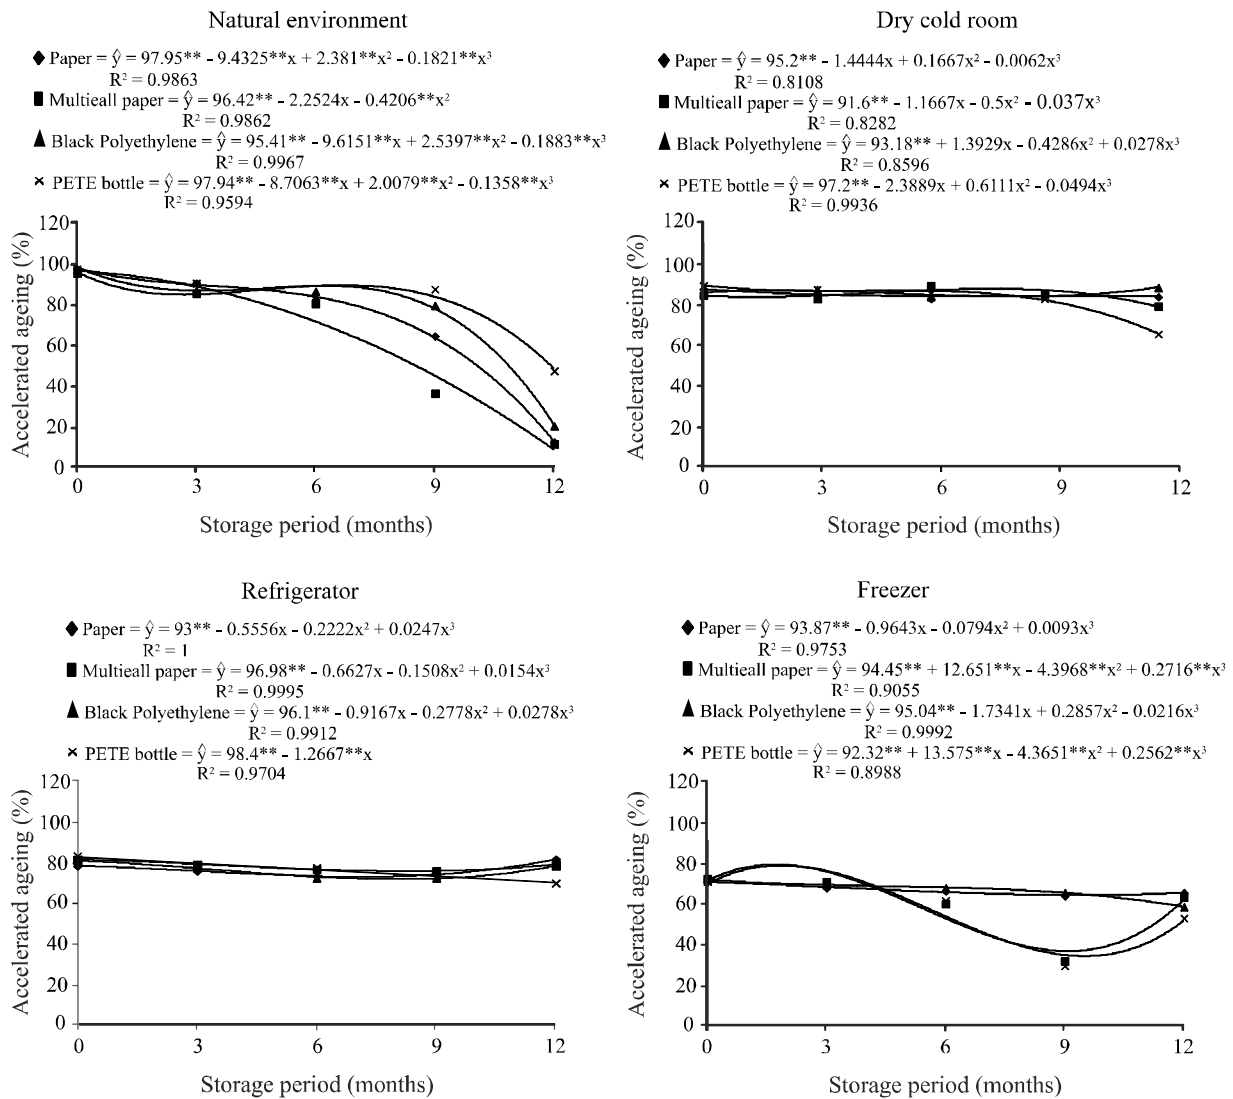 Natural environment
Paper = ŷ = 97.95** - 9.4325**x + 2.381**x² - 0.1821**x³
R² = 0.9863
Multieall paper = ŷ = 96.42** - 2.2524x - 0.4206**x²
R² = 0.9862
Black Polyethylene = ŷ = 95.41** - 9.6151**x + 2.5397**x² - 0.1883**x³
R² = 0.9967
PETE bottle = ŷ = 97.94** - 8.7063**x + 2.0079**x² - 0.1358**x³
R² = 0.9594
120
100
80
60
40
20
0
Accelerated ageing (%)
0 3 6 9 12
Storage period (months)
Dry cold room
Paper = ŷ = 95.2** - 1.4444x + 0.1667x² - 0.0062x³
R² = 0.8108
Multieall paper = ŷ = 91.6** - 1.1667x - 0.5x² - 0.037x³
R² = 0.8282
Black Polyethylene = ŷ = 93.18** + 1.3929x - 0.4286x² + 0.0278x³
R² = 0.8596
PETE bottle = ŷ = 97.2** - 2.3889x + 0.6111x² - 0.0494x³
R² = 0.9936
120
100
80
60
40
20
0
Accelerated ageing (%)
0 3 6 9 12
Storage period (months)
Refrigerator
Paper = ŷ = 93** - 0.5556x - 0.2222x² + 0.0247x³
R² = 1
Multieall paper = ŷ = 96.98** - 0.6627x - 0.1508x² + 0.0154x³
R² = 0.9995
Black Polyethylene = ŷ = 96.1** - 0.9167x - 0.2778x² + 0.0278x³
R² = 0.9912
PETE bottle = ŷ = 98.4** - 1.2667**x
R² = 0.9704
120
100
80
60
40
20
0
Accelerated ageing (%)
0 3 6 9 12
Storage period (months)
Freezer
Paper = ŷ = 93.87** - 0.9643x - 0.0794x² + 0.0093x³
R² = 0.9753
Multieall paper = ŷ = 94.45** + 12.651**x - 4.3968**x² + 0.2716**x³
R² = 0.9055
Black Polyethylene = ŷ = 95.04** - 1.7341x + 0.2857x² - 0.0216x³
R² = 0.9992
PETE bottle = ŷ = 92.32** + 13.575**x - 4.3651**x² + 0.2562**x³
R² = 0.8988
120
100
80
60
40
20
0
Accelerated ageing (%)
0 3 6 9 12
Storage period (months)